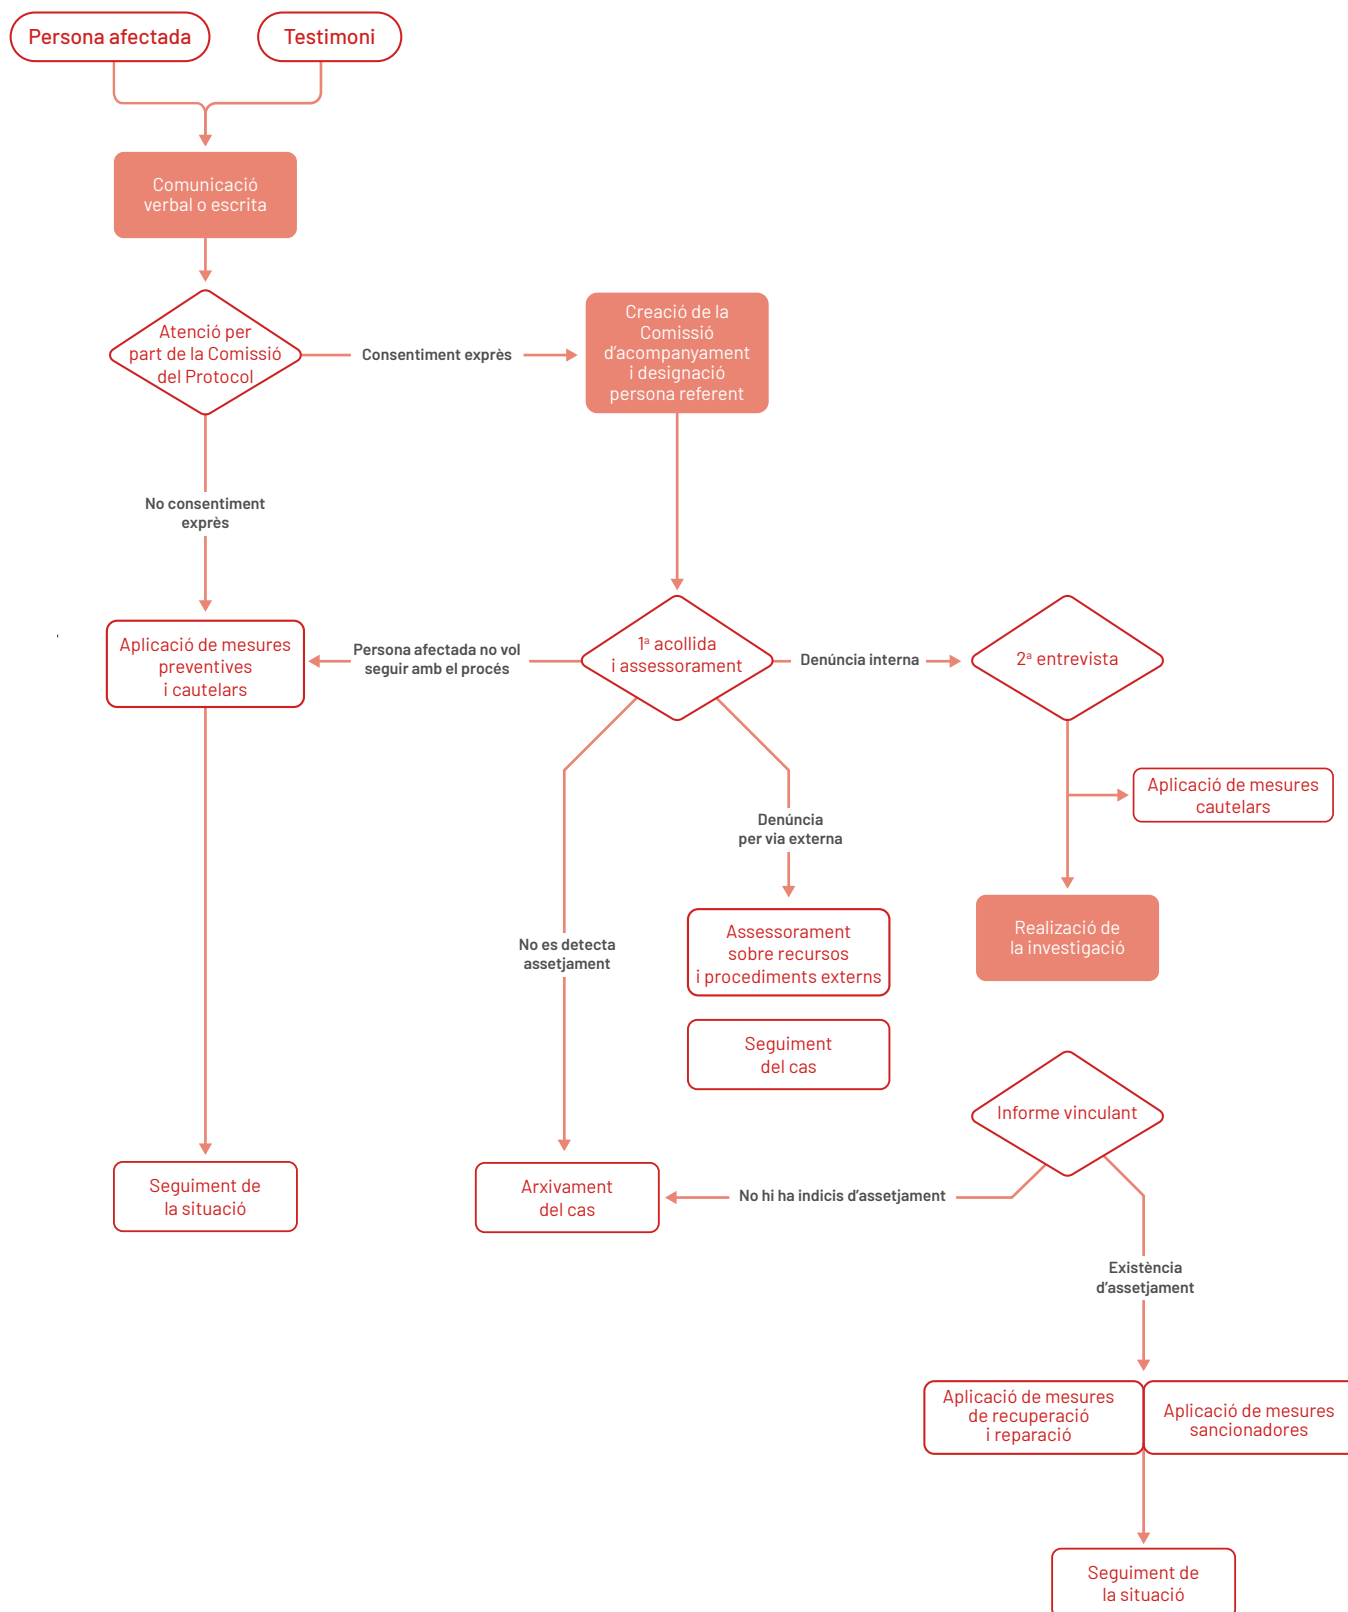 Persona afectada
Testimoni
Comunicació
verbal o escrita
Atenció per
part de la Comissió
del Protocol
Consentiment exprès
Creació de la
Comissió
d'acompanyament
i designació
persona referent
No consentiment
exprès
Aplicació de mesures
preventives
i cautelars
Persona afectada no vol
seguir amb el procés
1ª acollida
i assessorament
Denúncia interna
2ª entrevista
Aplicació de mesures
cautelars
Denúncia
per via externa
Realizació de
la investigació
No es detecta
assetjament
Assessorament
sobre recursos
i procediments externs
Seguiment
del cas
Informe vinculant
Seguiment de
la situació
Arxivament
del cas
No hi ha indicis d'assetjament
Existència
d'assetjament
Aplicació de mesures
de recuperació
i reparació
Aplicació de mesures
sancionadores
Seguiment de
la situació